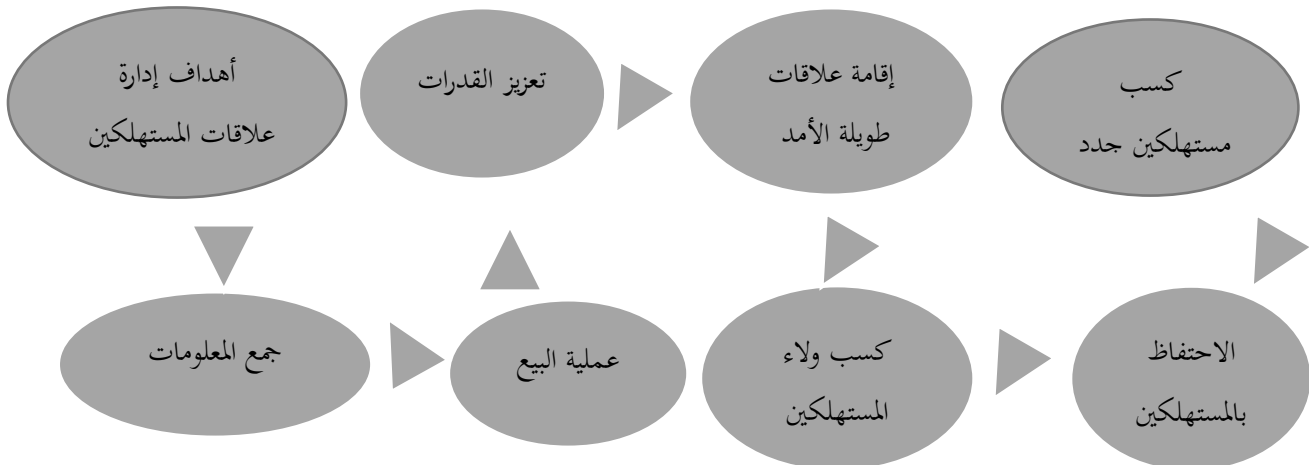 أهداف إدارة
علاقات المستهلكين
جمع المعلومات
عملية البيع
تعزيز القدرات
إقامة علاقات
طويلة الأمد
كسب ولاء
المستهلكين
الاحتفاظ
بالمستهلكين
كسب
مستهلكين جدد